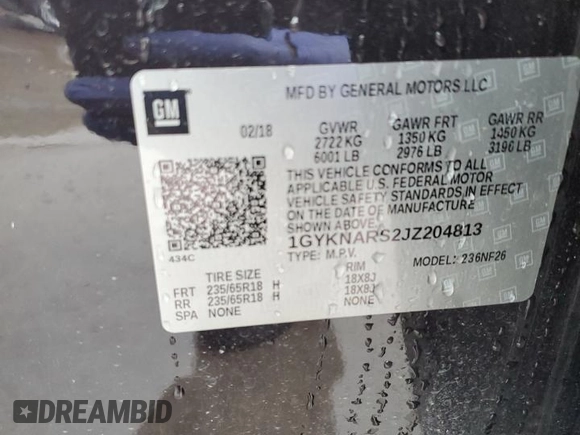 GM
MFD BY GENERAL MOTORS LLC
02/18 GVWR GAWR FRT GAWR RR
2722 KG 1350 KG 1450 KG
6001 LB 2976 LB 3196 LB
THIS VEHICLE CONFORMS TO ALL
APPLICABLE U.S. FEDERAL MOTOR
VEHICLE SAFETY STANDARDS IN EFFECT
ON THE DATE OF MANUFACTURE
SHOWN ABOVE.
1GYKNARS2JZ204813
TYPE: M.P.V. MODEL: 236NF26
434C
TIRE SIZE RIM
FRT 235/65R18 H 18X8J
RR 235/65R18 H 18X8J
SPA NONE NONE
DREAMBID